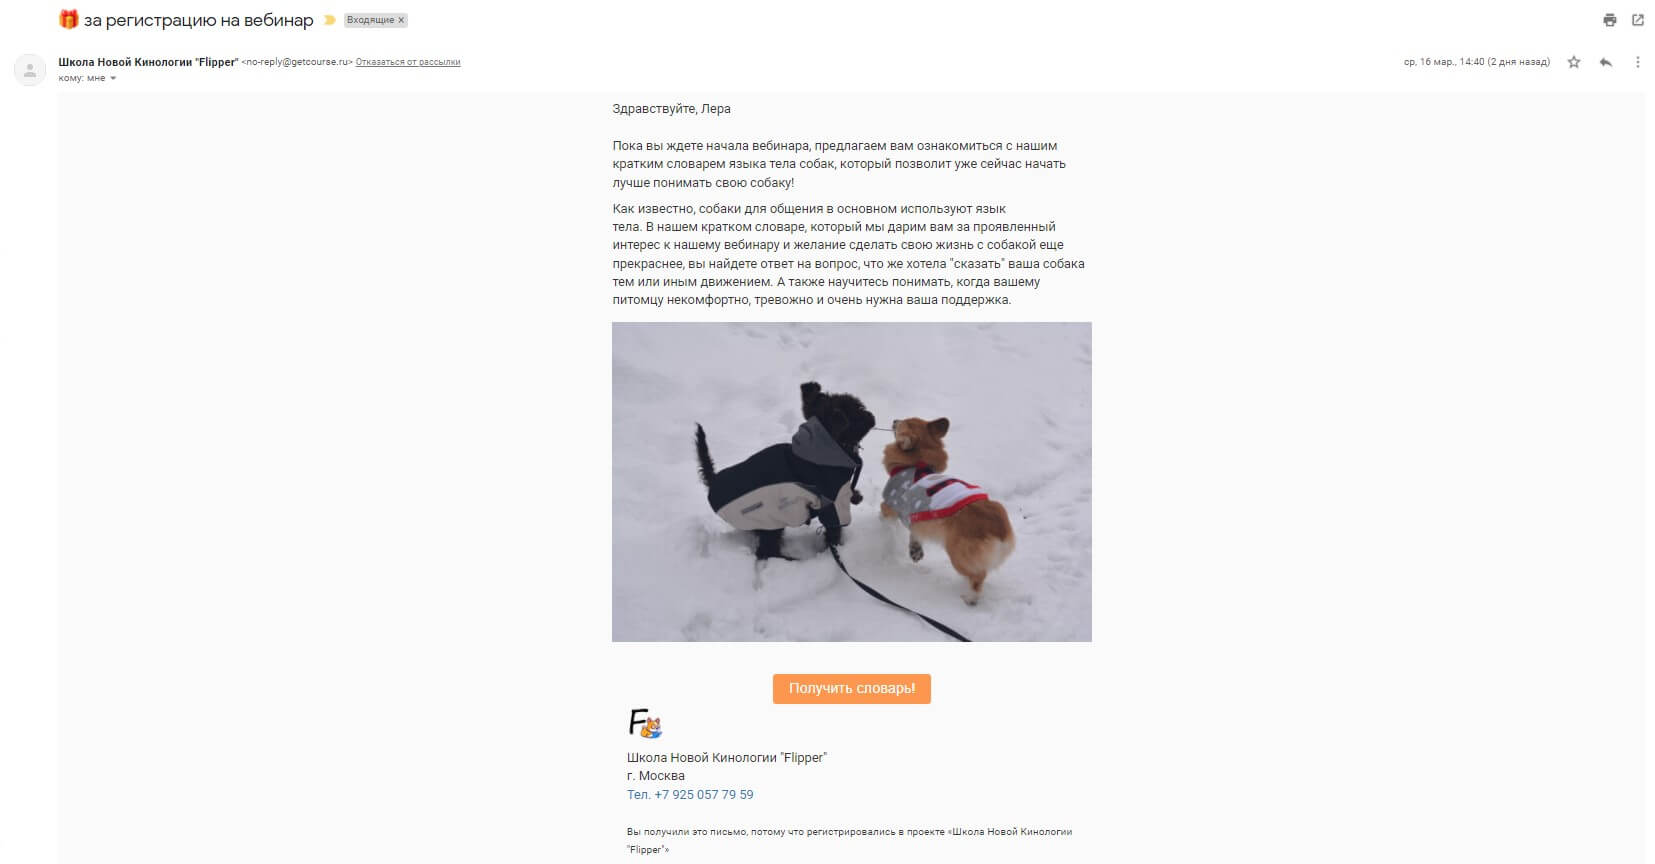 🎁 за регистрацию на вебинар Входящие ×
Школа Новой Кинологии "Flipper" <no-reply@getcourse.ru> Отказаться от рассылки
ср, 16 мар., 14:40 (2 дня назад)
кому: мне
Здравствуйте, Лера
Пока вы ждете начала вебинара, предлагаем вам ознакомиться с нашим
кратким словарем языка тела собак, который позволит уже сейчас начать
лучше понимать свою собаку!
Как известно, собаки для общения в основном используют язык
тела. В нашем кратком словаре, который мы дарим вам за проявленный
интерес к нашему вебинару и желание сделать свою жизнь с собакой еще
прекраснее, вы найдете ответ на вопрос, что же хотела "сказать" ваша собака
тем или иным движением. А также научитесь понимать, когда вашему
питомцу некомфортно, тревожно и очень нужна ваша поддержка.
Получить словарь!
F
Школа Новой Кинологии "Flipper"
г. Москва
Тел. +7 925 057 79 59
Вы получили это письмо, потому что регистрировались в проекте «Школа Новой Кинологии
"Flipper"»